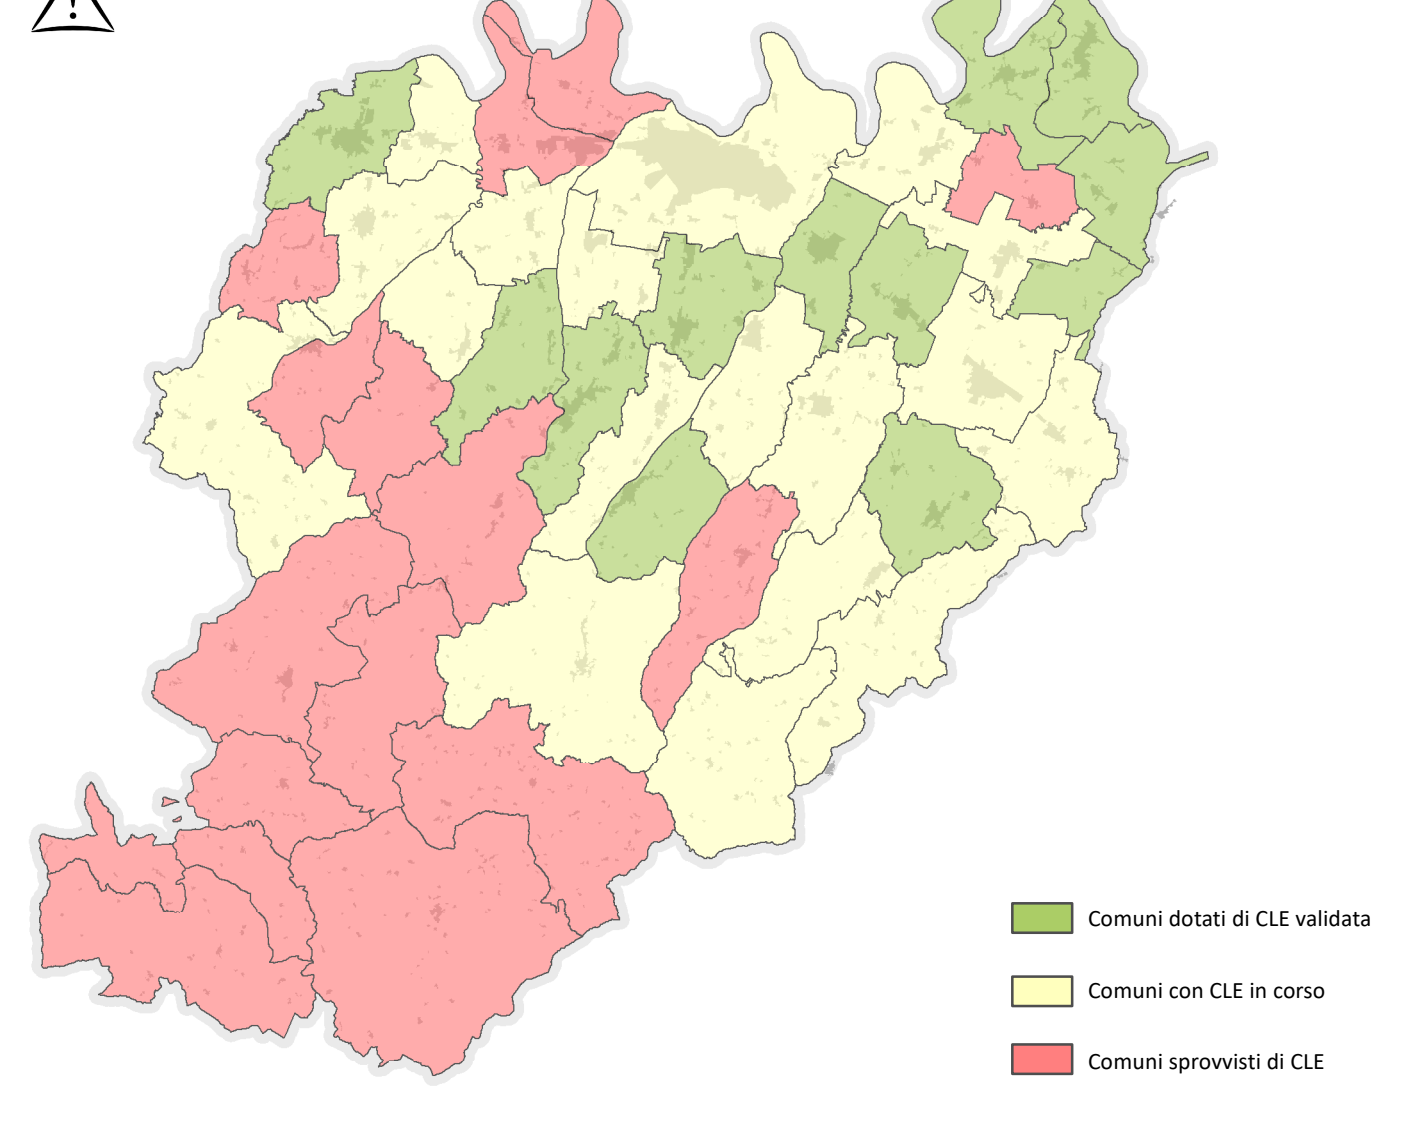 Comuni dotati di CLE validata
Comuni con CLE in corso
Comuni sprovvisti di CLE